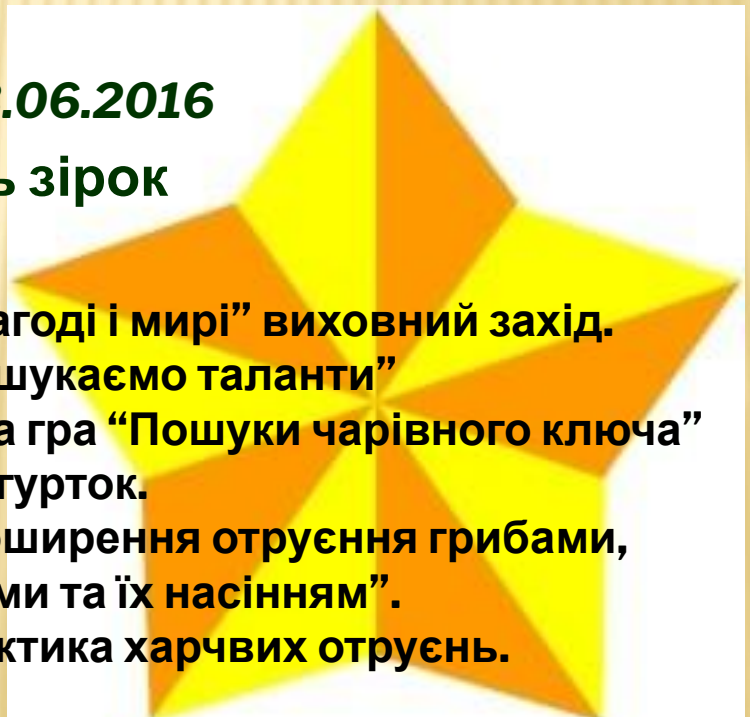 .06.2016
ь зірок
агоді і мирі” виховний захід.
шукаємо таланти”
а гра “Пошуки чарівного ключа”
гурток.
ширення отруєння грибами,
ми та їх насінням”.
ктика харчвих отруєнь.